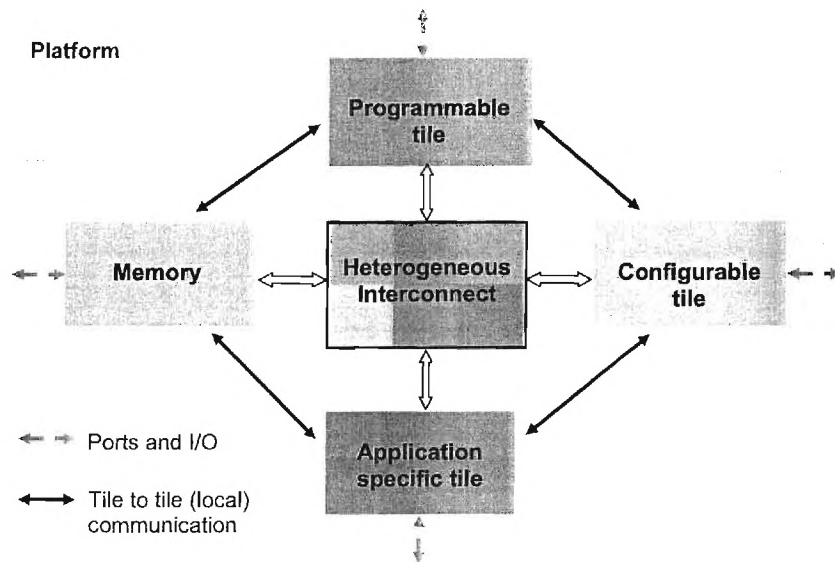 Platform
Programmable
tile
Memory
Heterogeneous
Interconnect
Configurable
tile
Application
specific tile
Ports and I/O
Tile to tile (local)
communication